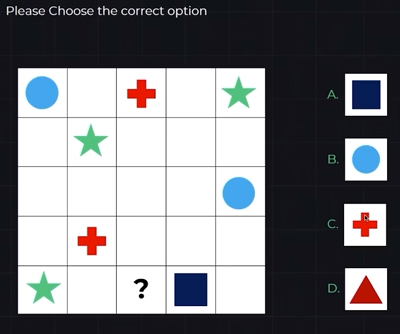 Please Choose the correct option
A.
B.
C.
?
D.